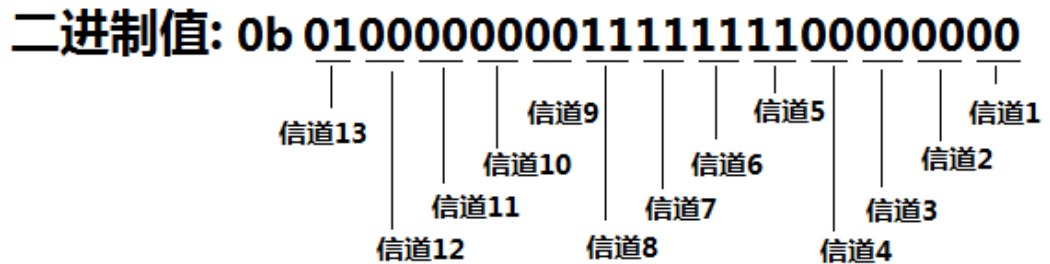 二进制值: 0b 01000000001111111100000000
信道9 信道5 信道1
信道13
信道10 信道6 信道2
信道11 信道7 信道3
信道12 信道8 信道4